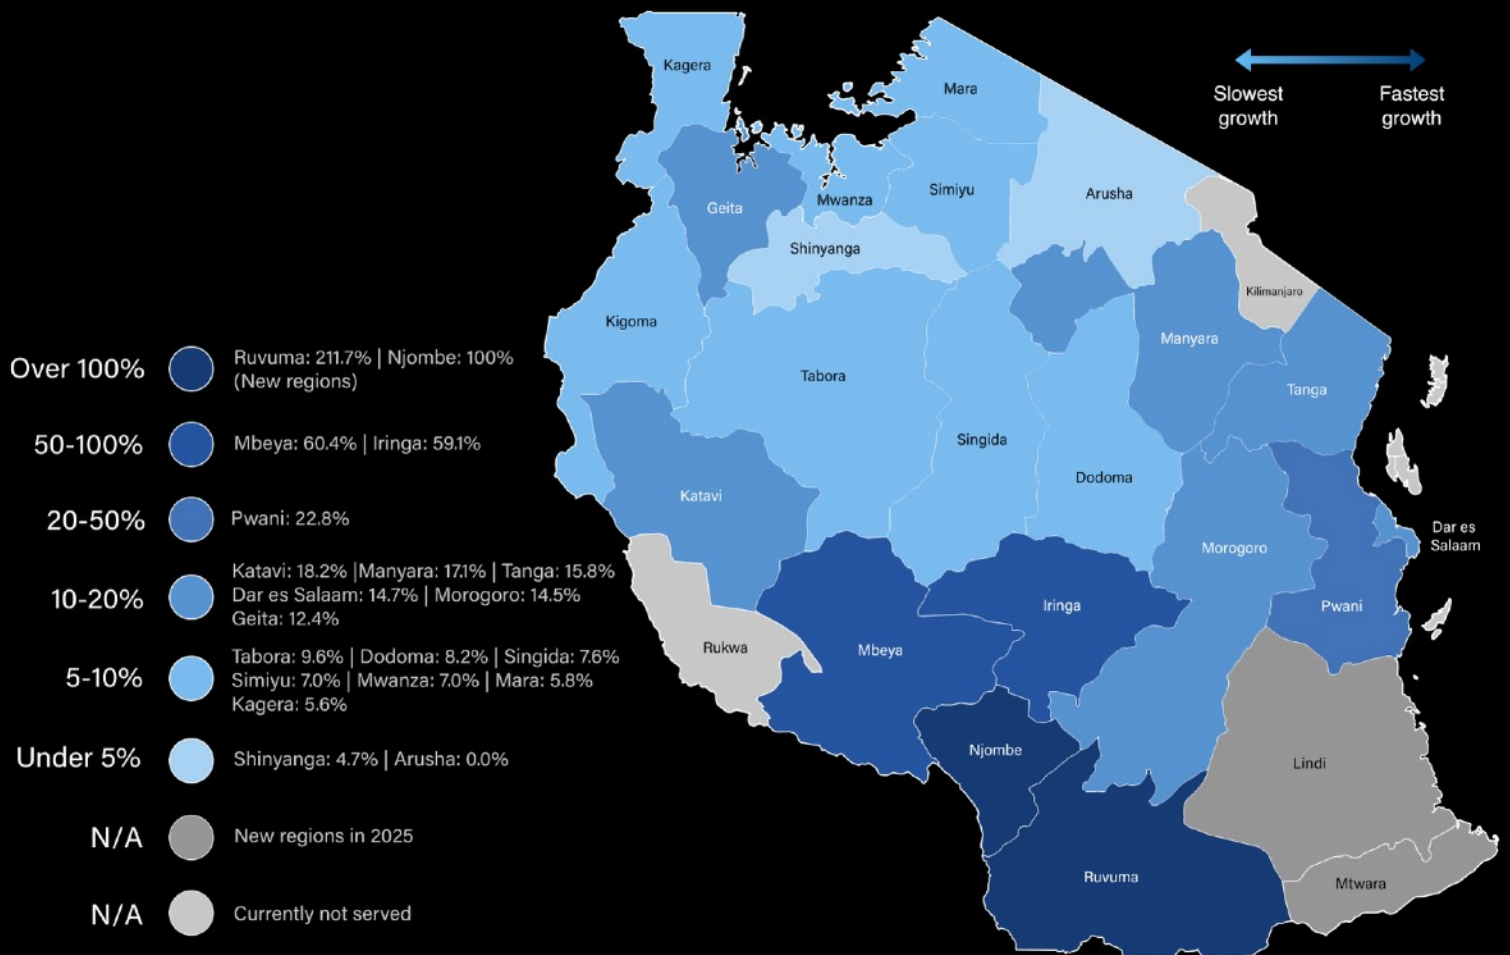 Slowest growth
Fastest growth
Kagera
Mara
Geita
Mwanza
Simiyu
Arusha
Shinyanga
Kilimanjaro
Kigoma
Tabora
Manyara
Tanga
Singida
Dodoma
Katavi
Morogoro
Dar es
Salaam
Rukwa
Mbeya
Iringa
Pwani
Njombe
Lindi
Ruvuma
Mtwara
Over 100%
Ruvuma: 211.7% | Njombe: 100%
(New regions)
50-100%
Mbeya: 60.4% | Iringa: 59.1%
20-50%
Pwani: 22.8%
10-20%
Katavi: 18.2% |Manyara: 17.1% | Tanga: 15.8%
Dar es Salaam: 14.7% | Morogoro: 14.5%
Geita: 12.4%
5-10%
Tabora: 9.6% | Dodoma: 8.2% | Singida: 7.6%
Simiyu: 7.0% | Mwanza: 7.0% | Mara: 5.8%
Kagera: 5.6%
Under 5%
Shinyanga: 4.7% | Arusha: 0.0%
N/A
New regions in 2025
N/A
Currently not served